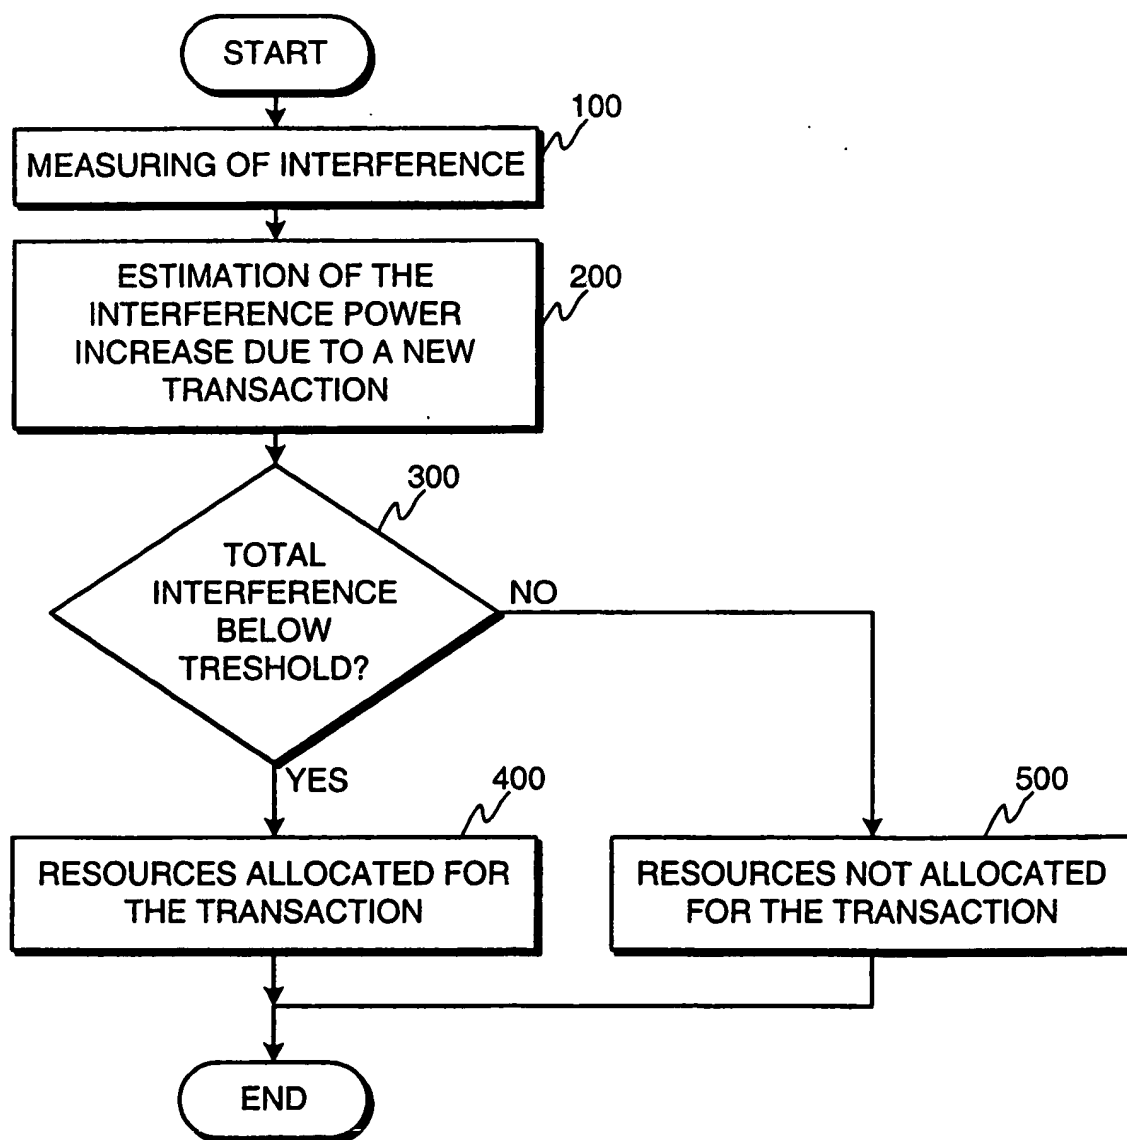 START
100
MEASURING OF INTERFERENCE
200
ESTIMATION OF THE
INTERFERENCE POWER
INCREASE DUE TO A NEW
TRANSACTION
300
TOTAL
INTERFERENCE
BELOW
TRESHOLD?
NO
YES
400
RESOURCES ALLOCATED FOR
THE TRANSACTION
500
RESOURCES NOT ALLOCATED
FOR THE TRANSACTION
END